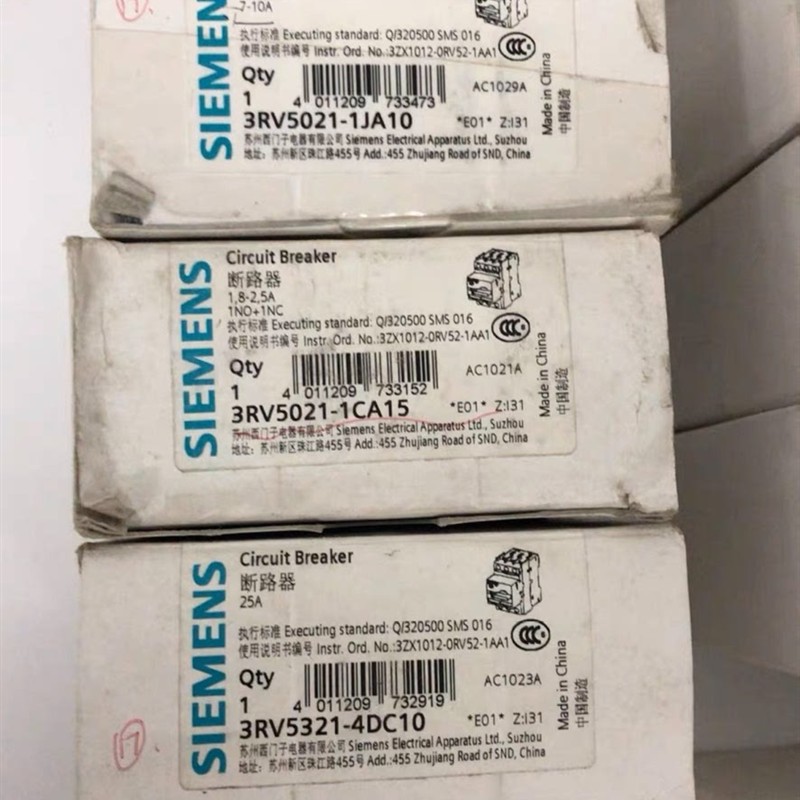 17.
7-10A
执行标准 Executing standard: Q/320500 SMS 016
使用说明书编号 Instr. Ord. No.:3ZX1012-0RV52-1AA1
CCC
Qty
1
4 011209 733473
AC1029A
3RV5021-1JA10 *E01* Z:I31
苏州西门子电器有限公司 Siemens Electrical Apparatus Ltd., Suzhou
地址: 苏州新区珠江路455号 Add.:455 Zhujiang Road of SND, China
Made in China
中国制造
SIEMENS
Circuit Breaker
断路器
1,8-2,5A
1NO+1NC
执行标准 Executing standard: Q/320500 SMS 016
使用说明书编号 Instr. Ord. No.:3ZX1012-0RV52-1AA1
CCC
Qty
1
4 011209 733152
AC1021A
3RV5021-1CA15 *E01* Z:I31
苏州西门子电器有限公司 Siemens Electrical Apparatus Ltd., Suzhou
地址: 苏州新区珠江路455号 Add.:455 Zhujiang Road of SND, China
Made in China
中国制造
SIEMENS
Circuit Breaker
断路器
25A
执行标准 Executing standard: Q/320500 SMS 016
使用说明书编号 Instr. Ord. No.:3ZX1012-0RV52-1AA1
CCC
Qty
1
4 011209 732919
AC1023A
3RV5321-4DC10 *E01* Z:I31
苏州西门子电器有限公司 Siemens Electrical Apparatus Ltd., Suzhou
地址: 苏州新区珠江路455号 Add.:455 Zhujiang Road of SND, China
Made in China
中国制造
SIEMENS
17.